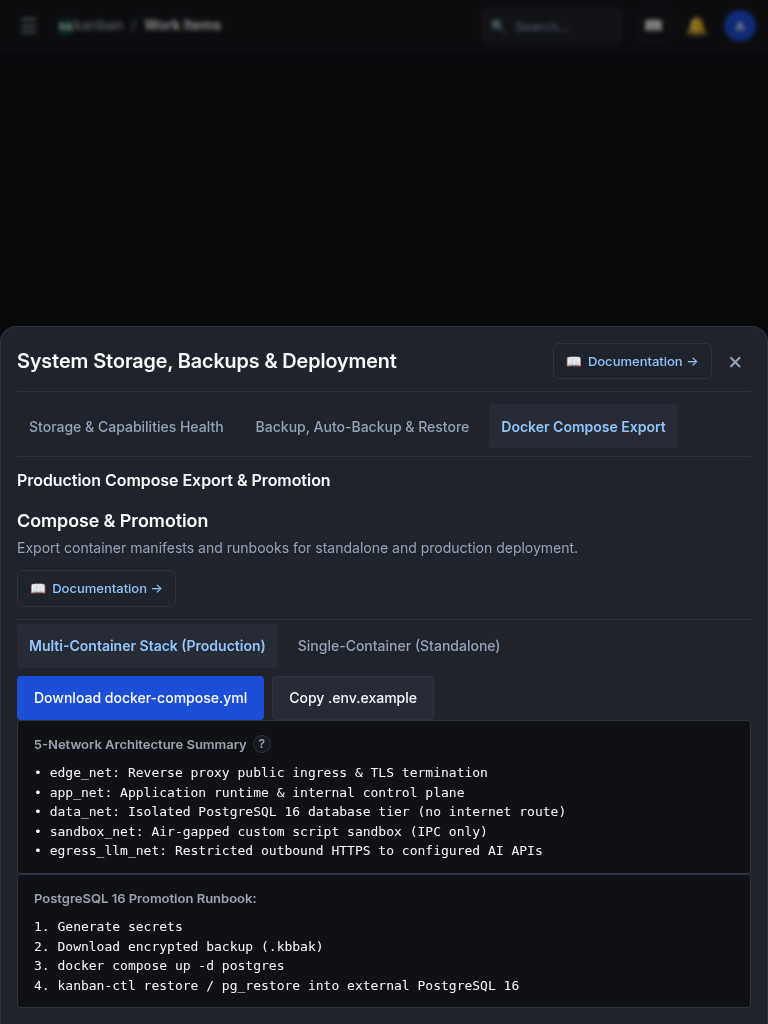 kanban / Work Items
Search...
A
System Storage, Backups & Deployment
Documentation →
×
Storage & Capabilities Health
Backup, Auto-Backup & Restore
Docker Compose Export
Production Compose Export & Promotion
Compose & Promotion
Export container manifests and runbooks for standalone and production deployment.
Documentation →
Multi-Container Stack (Production)
Single-Container (Standalone)
Download docker-compose.yml
Copy .env.example
5-Network Architecture Summary ?
• edge_net: Reverse proxy public ingress & TLS termination
• app_net: Application runtime & internal control plane
• data_net: Isolated PostgreSQL 16 database tier (no internet route)
• sandbox_net: Air-gapped custom script sandbox (IPC only)
• egress_llm_net: Restricted outbound HTTPS to configured AI APIs
PostgreSQL 16 Promotion Runbook:
1. Generate secrets
2. Download encrypted backup (.kbbak)
3. docker compose up -d postgres
4. kanban-ctl restore / pg_restore into external PostgreSQL 16